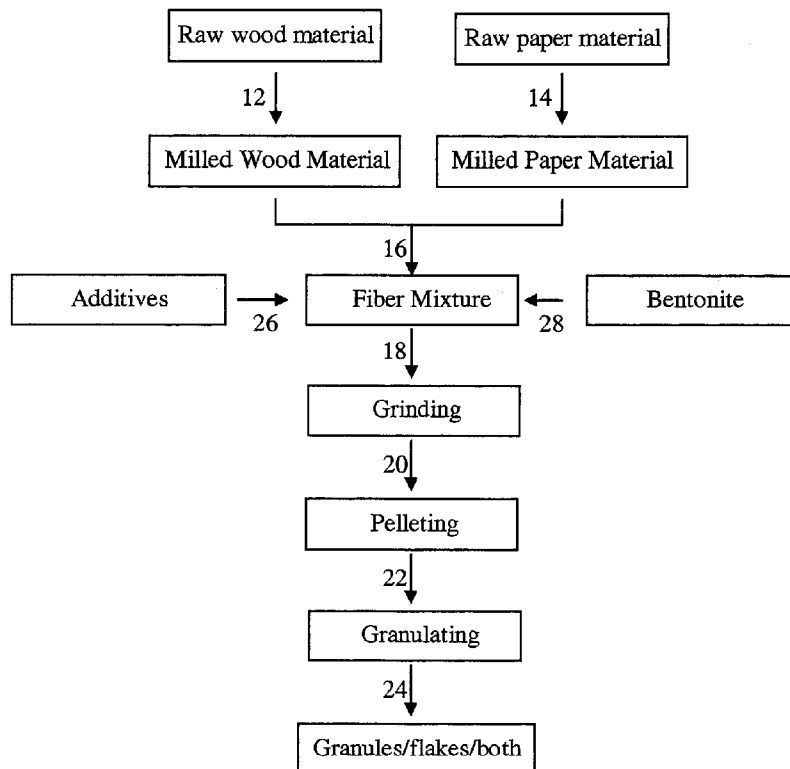 Raw wood material
Raw paper material
12
14
Milled Wood Material
Milled Paper Material
16
Additives
26
Fiber Mixture
28
Bentonite
18
Grinding
20
Pelleting
22
Granulating
24
Granules/flakes/both